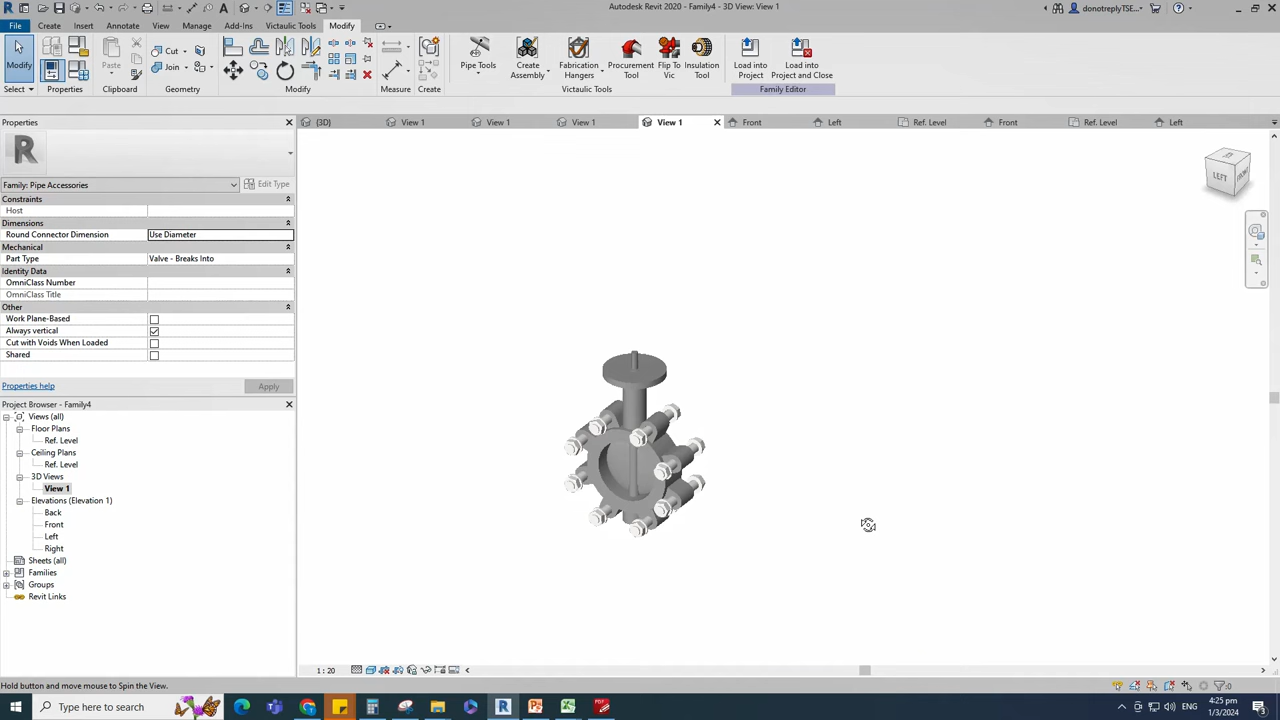 Autodesk Revit 2020 - Family4 - 3D View: View 1
donotreplyTSE...
File Create Insert Annotate View Manage Add-Ins Victaulic Tools Modify
Modify
Paste
Cut
Join
Pipe Tools
Create Assembly
Fabrication Hangers
Procurement Tool
Flip To Vic
Insulation Tool
Load into Project
Load into Project and Close
Select Properties Clipboard Geometry Modify Measure Create Victaulic Tools Family Editor
Properties
{3D} View 1 View 1 View 1 View 1 Front Left Ref. Level Front Ref. Level Left
LEFT
FRONT
Family: Pipe Accessories Edit Type
Constraints
Host
Dimensions
Round Connector Dimension Use Diameter
Mechanical
Part Type Valve - Breaks Into
Identity Data
OmniClass Number
OmniClass Title
Other
Work Plane-Based
Always vertical
Cut with Voids When Loaded
Shared
Properties help Apply
Project Browser - Family4
Views (all)
Floor Plans
Ref. Level
Ceiling Plans
Ref. Level
3D Views
View 1
Elevations (Elevation 1)
Back
Front
Left
Right
Sheets (all)
Families
Groups
Revit Links
1 : 20
Hold button and move mouse to Spin the View.
:0
Type here to search
ENG
4:25 pm
1/3/2024